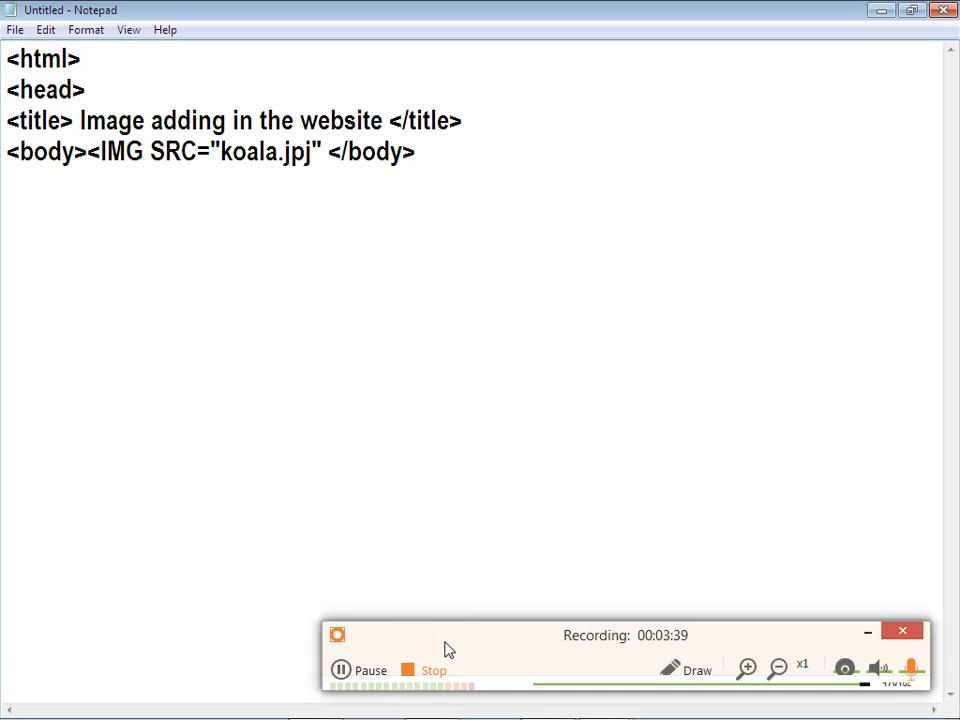 Untitled - Notepad
File Edit Format View Help
<html>
<head>
<title> Image adding in the website </title>
<body><IMG SRC="koala.jpj" </body>
Recording: 00:03:39
Pause Stop Draw x1